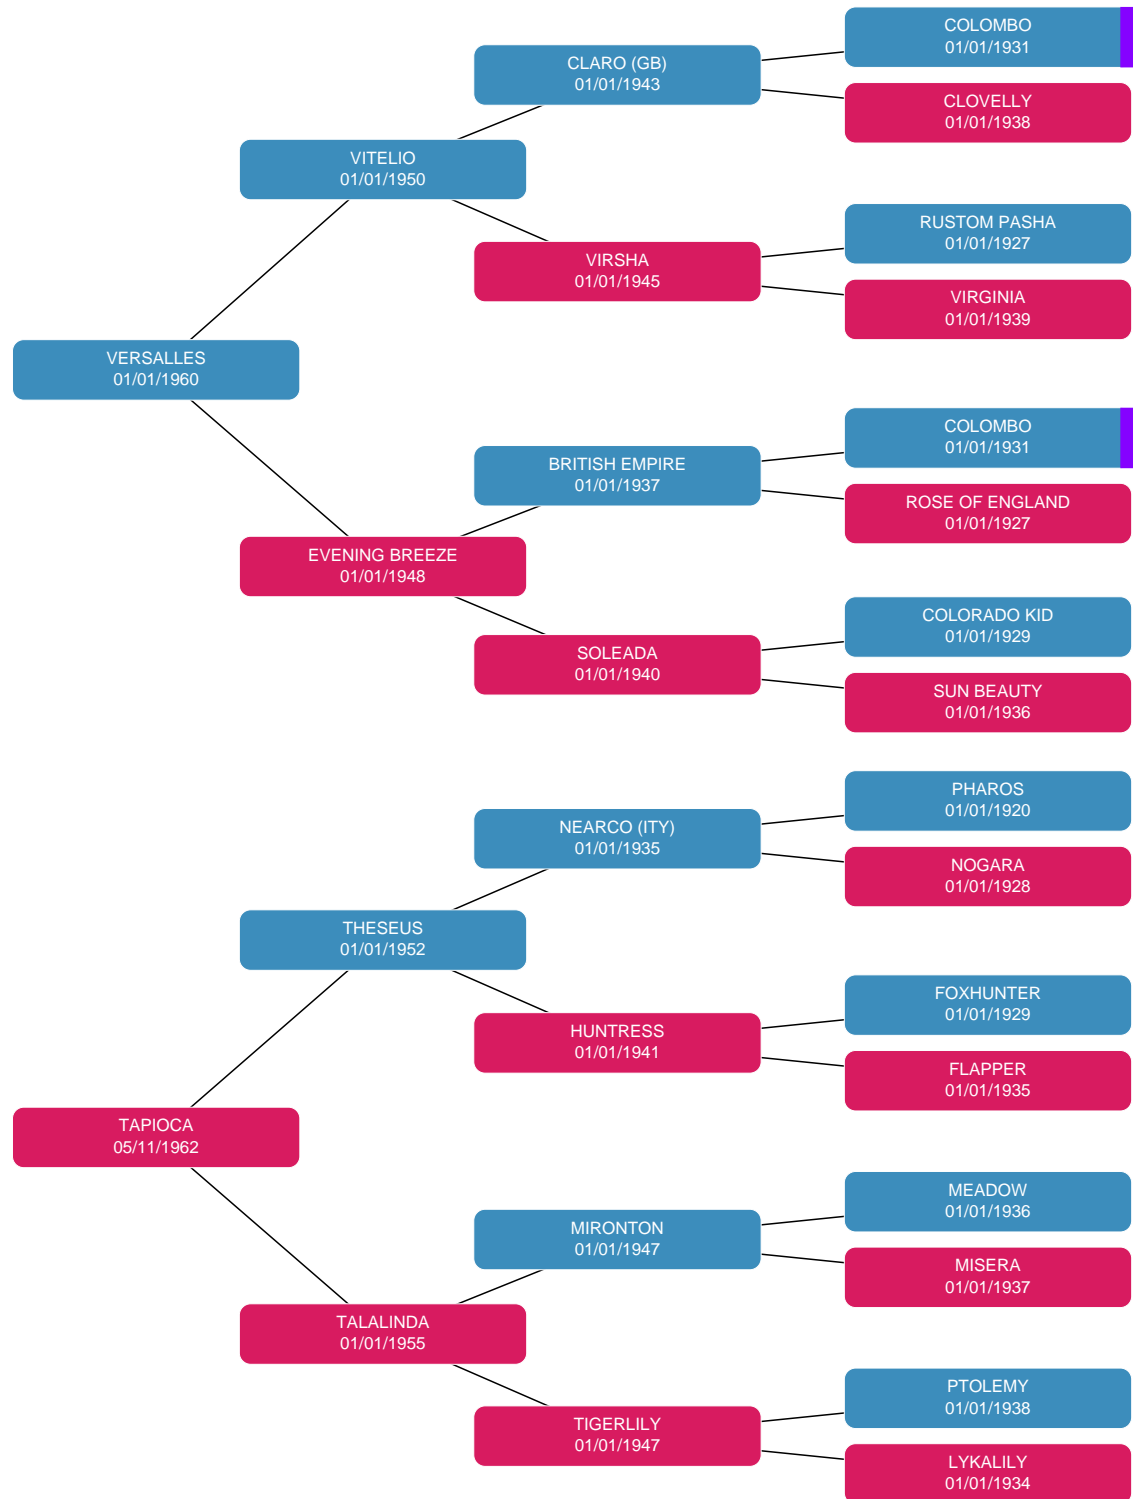 COLOMBO
01/01/1931
CLARO (GB)
01/01/1943
CLOVELLY
01/01/1938
VITELIO
01/01/1950
RUSTOM PASHA
01/01/1927
VIRSHA
01/01/1945
VIRGINIA
01/01/1939
VERSALLES
01/01/1960
COLOMBO
01/01/1931
BRITISH EMPIRE
01/01/1937
ROSE OF ENGLAND
01/01/1927
EVENING BREEZE
01/01/1948
COLORADO KID
01/01/1929
SOLEADA
01/01/1940
SUN BEAUTY
01/01/1936
PHAROS
01/01/1920
NEARCO (ITY)
01/01/1935
NOGARA
01/01/1928
THESEUS
01/01/1952
FOXHUNTER
01/01/1929
HUNTRESS
01/01/1941
FLAPPER
01/01/1935
TAPIOCA
05/11/1962
MEADOW
01/01/1936
MIRONTON
01/01/1947
MISERA
01/01/1937
TALALINDA
01/01/1955
PTOLEMY
01/01/1938
TIGERLILY
01/01/1947
LYKALILY
01/01/1934